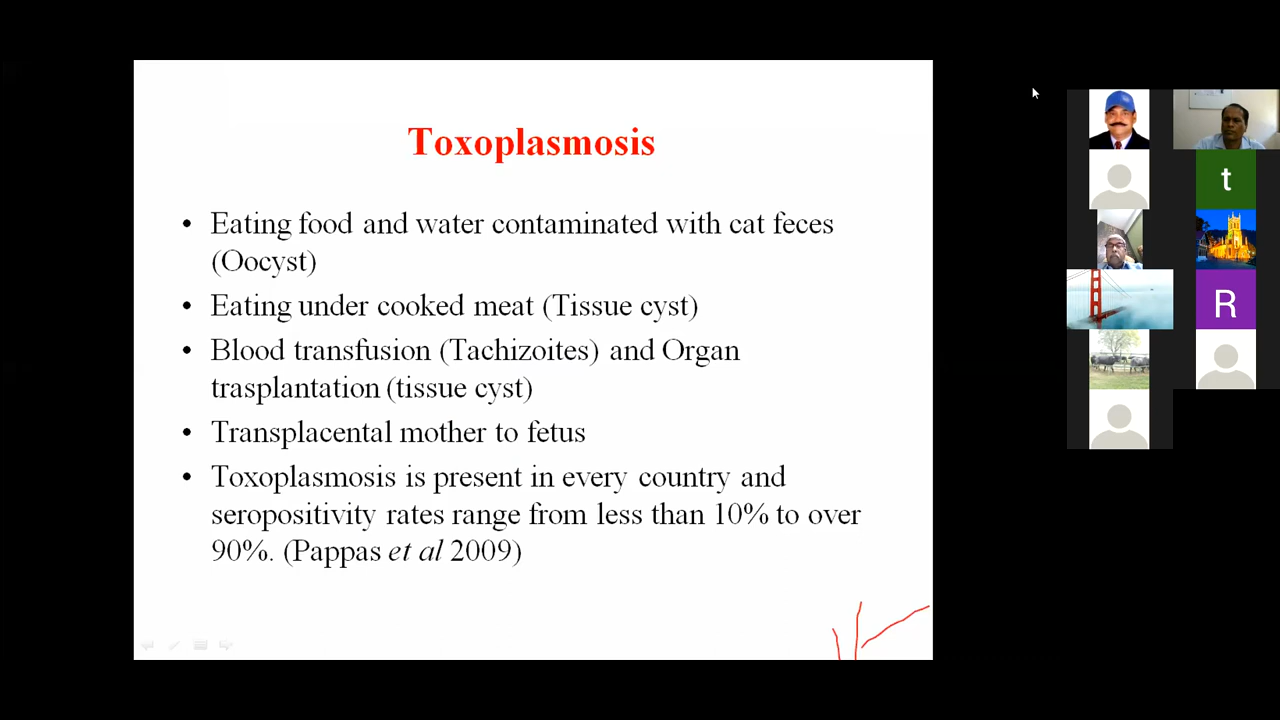 Toxoplasmosis
• Eating food and water contaminated with cat feces
(Oocyst)
• Eating under cooked meat (Tissue cyst)
• Blood transfusion (Tachizoites) and Organ
trasplantation (tissue cyst)
• Transplacental mother to fetus
• Toxoplasmosis is present in every country and
seropositivity rates range from less than 10% to over
90%. (Pappas et al 2009)
t
R